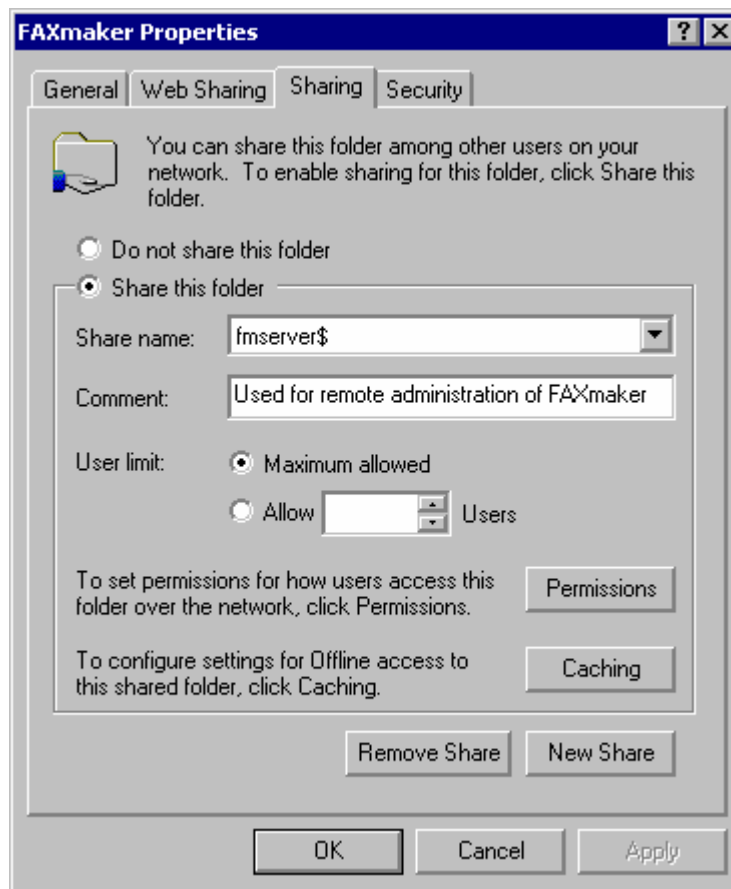 FAXmaker Properties
?
General Web Sharing Sharing Security
You can share this folder among other users on your
network. To enable sharing for this folder, click Share this
folder.
Do not share this folder
Share this folder
Share name: fmserver$
Comment: Used for remote administration of FAXmaker
User limit: Maximum allowed
Allow Users
To set permissions for how users access this
folder over the network, click Permissions.
Permissions
To configure settings for Offline access to
this shared folder, click Caching.
Caching
Remove Share New Share
OK Cancel Apply